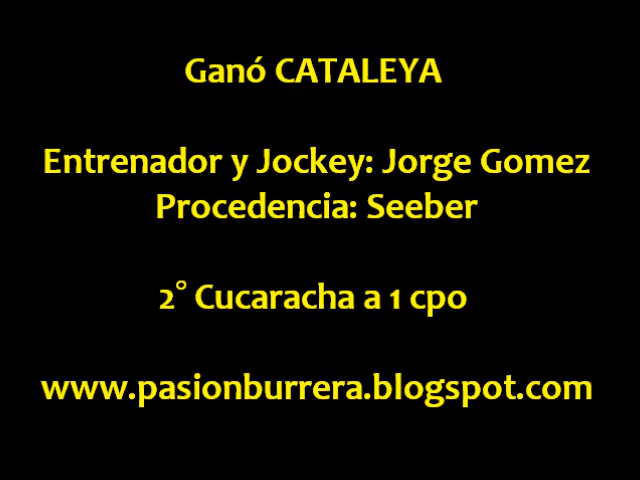 Ganó CATALEYA
Entrenador y Jockey: Jorge Gomez
Procedencia: Seeber
2° Cucaracha a 1 cpo
www.pasionburrera.blogspot.com